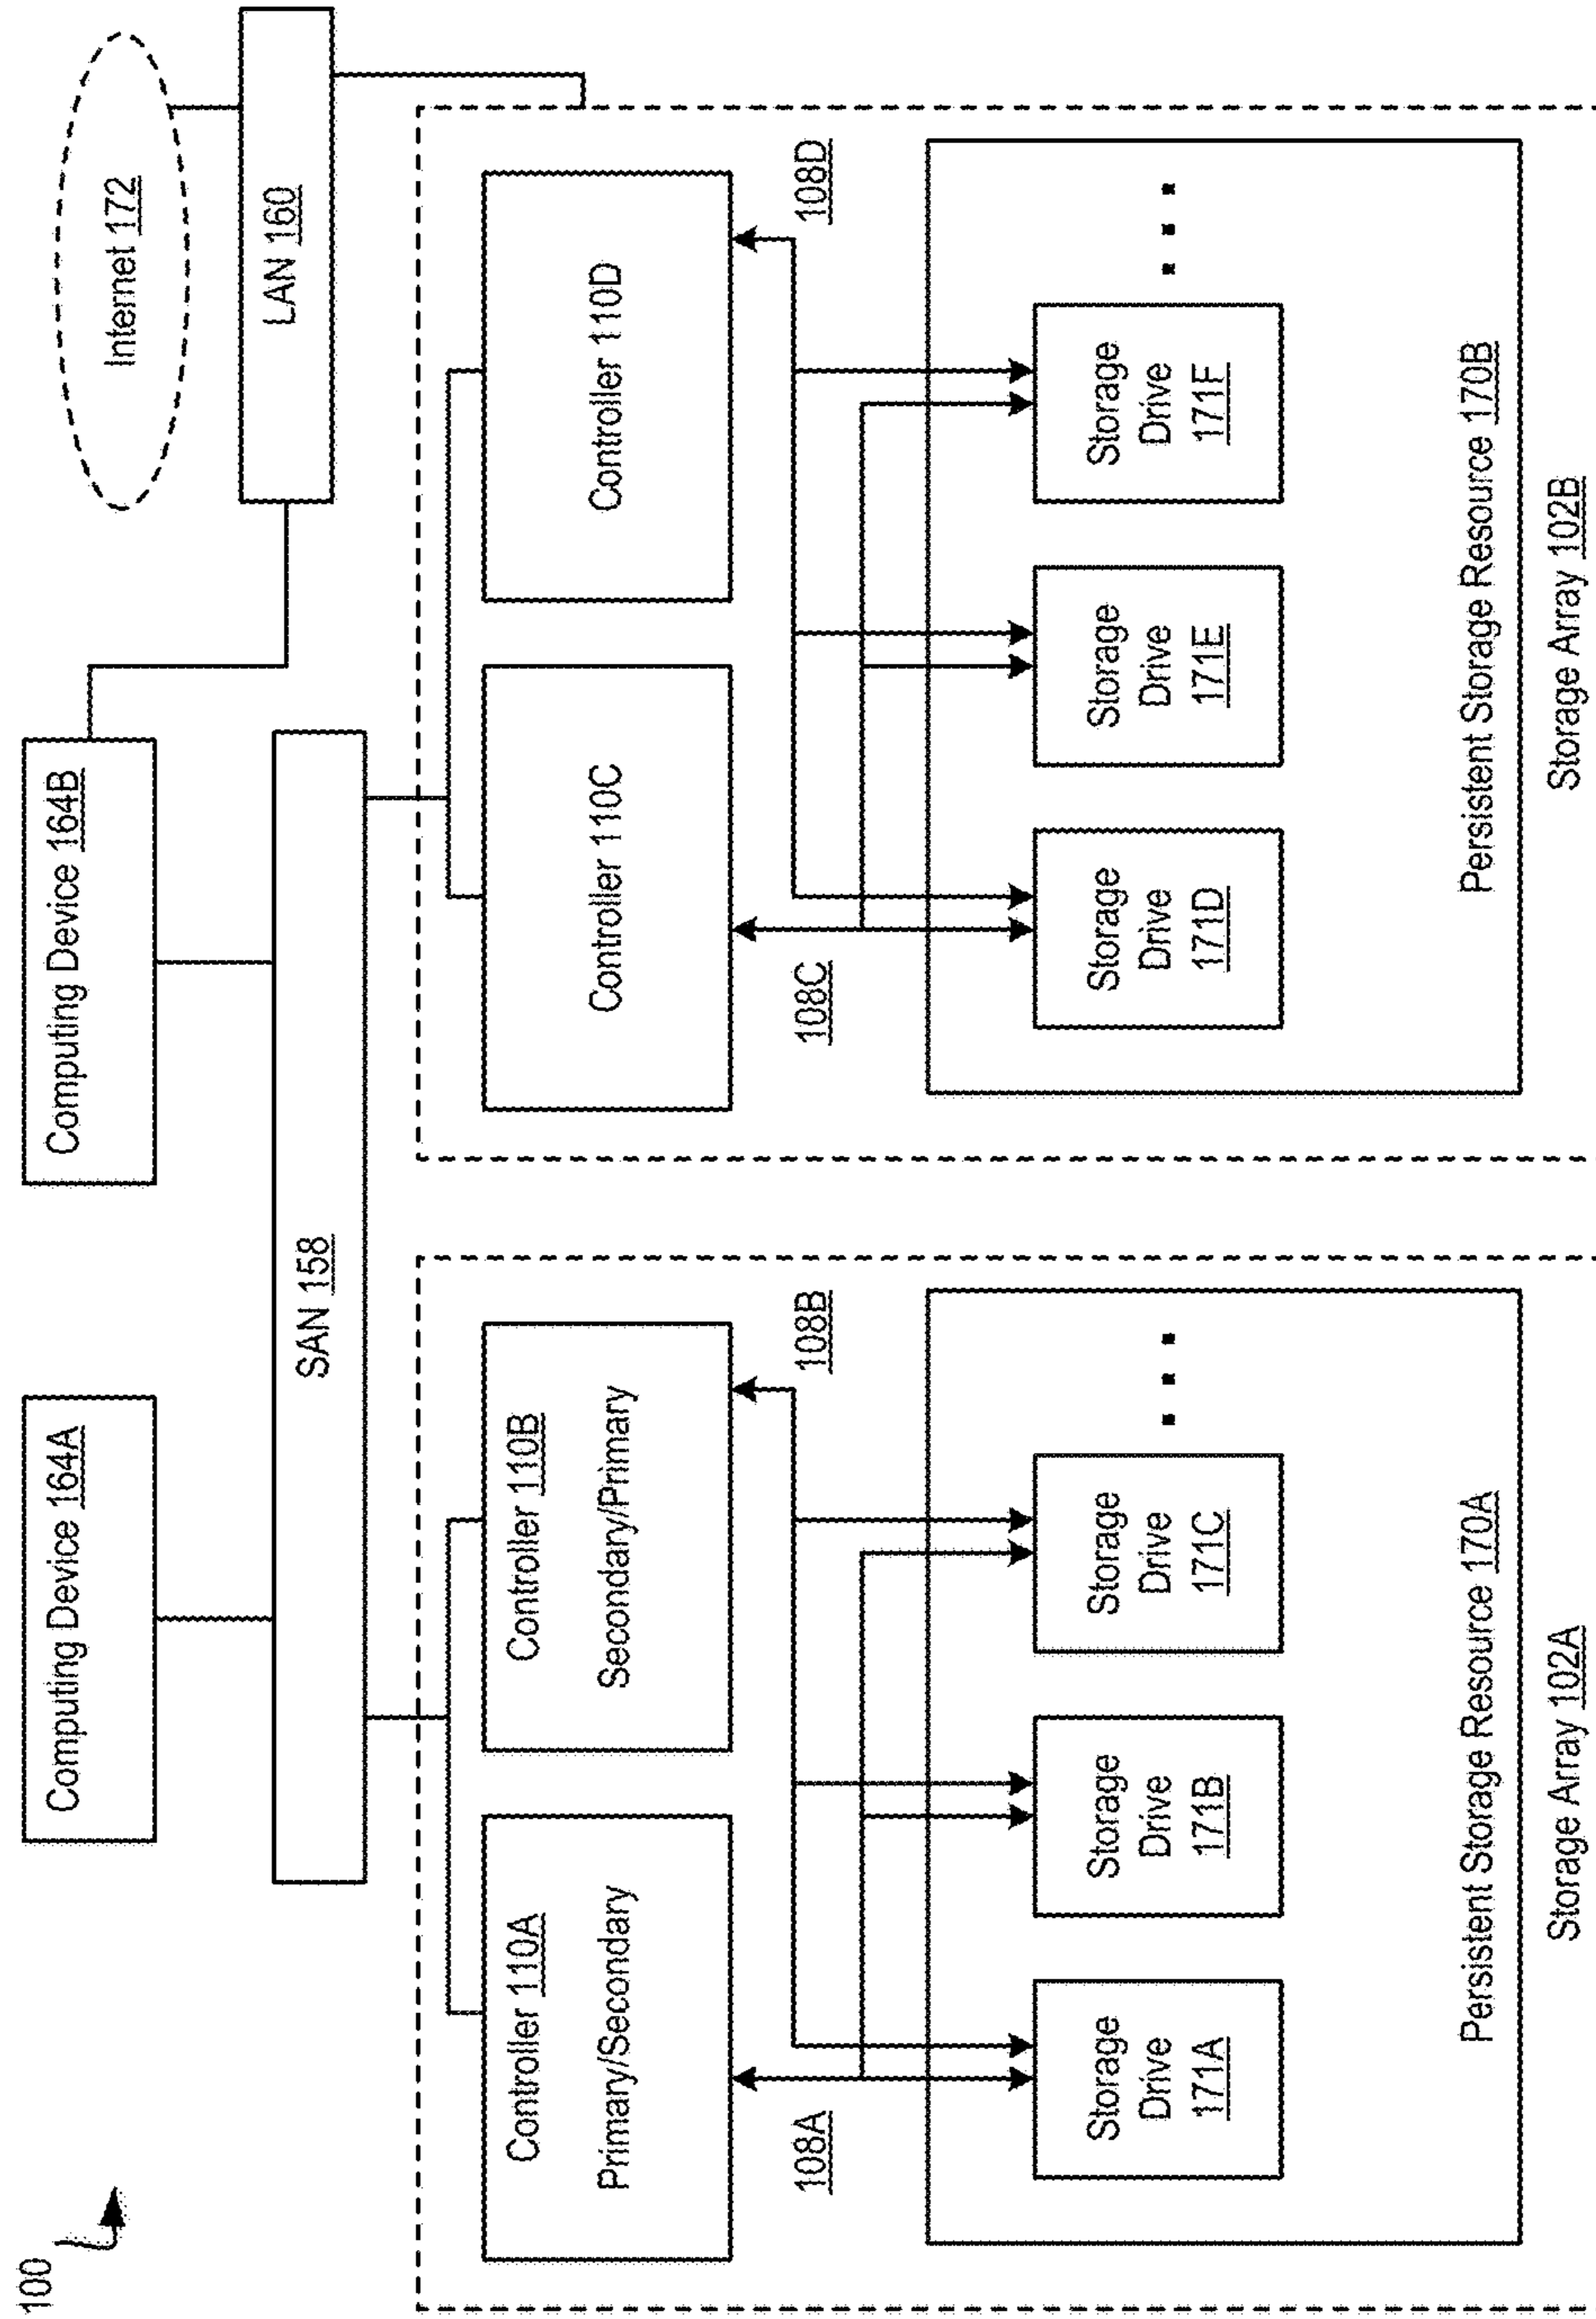 100
Computing Device 164A
Computing Device 164B
Internet 172
SAN 158
LAN 160
Controller 110A
Primary/Secondary
Controller 110B
Secondary/Primary
Controller 110C
Controller 110D
108A
108B
108C
108D
Storage
Drive
171A
Storage
Drive
171B
Storage
Drive
171C
Storage
Drive
171D
Storage
Drive
171E
Storage
Drive
171F
Persistent Storage Resource 170A
Persistent Storage Resource 170B
Storage Array 102A
Storage Array 102B